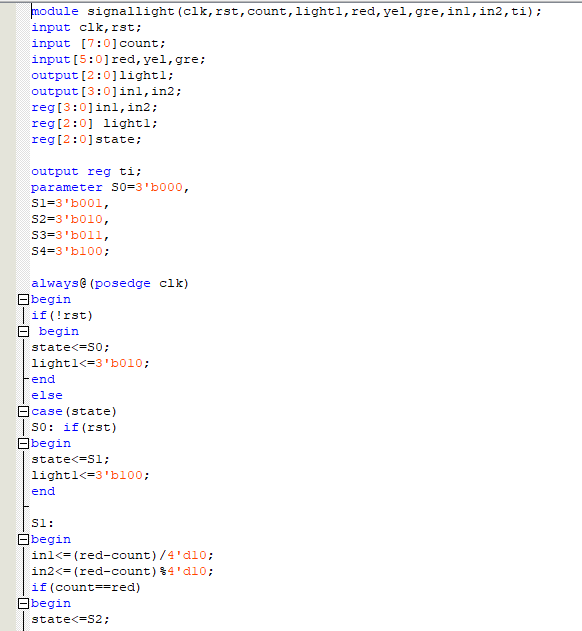 module signallight(clk,rst,count,light1,red,yel,gre,in1,in2,ti);
input clk,rst;
input [7:0]count;
input[5:0]red,yel,gre;
output[2:0]light1;
output[3:0]in1,in2;
reg[3:0]in1,in2;
reg[2:0] light1;
reg[2:0]state;
output reg ti;
parameter S0=3'b000,
S1=3'b001,
S2=3'b010,
S3=3'b011,
S4=3'b100;
always@(posedge clk)
begin
if(!rst)
begin
state<=S0;
light1<=3'b010;
end
else
case(state)
S0: if(rst)
begin
state<=S1;
light1<=3'b100;
end
S1:
begin
in1<=(red-count)/4'd10;
in2<=(red-count)%4'd10;
if(count==red)
begin
state<=S2;